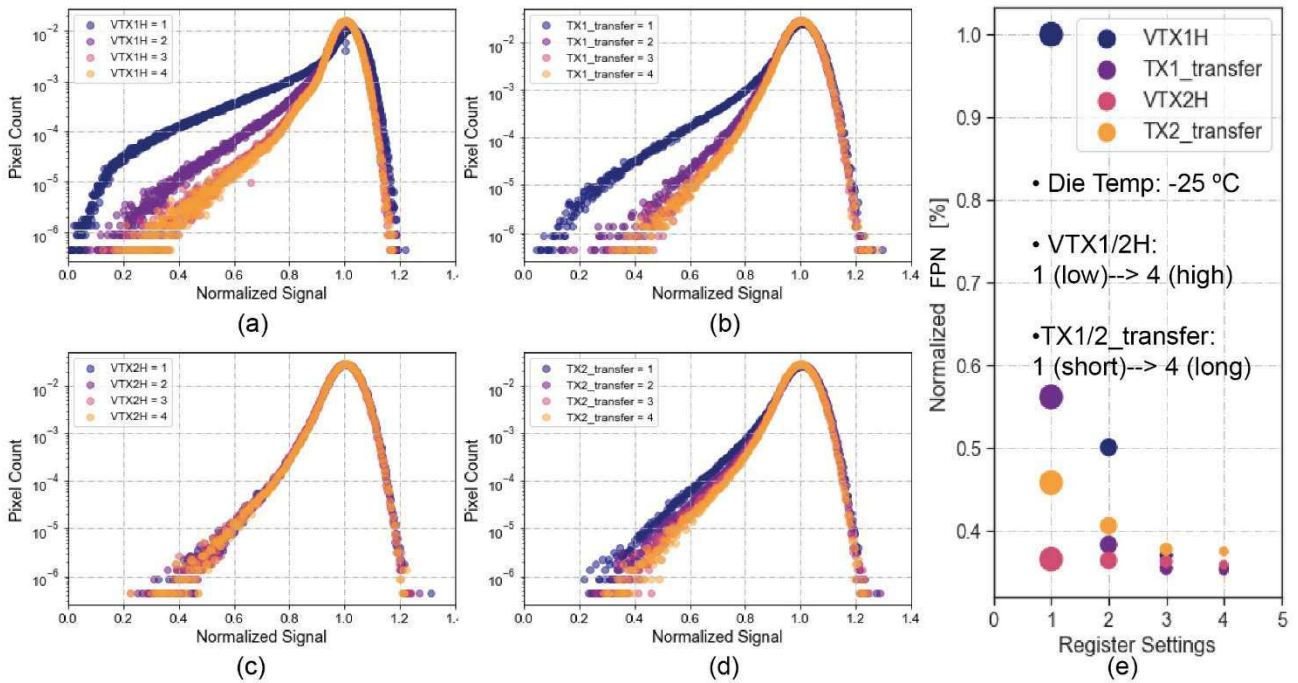 VTX1H = 1
VTX1H = 2
VTX1H = 3
VTX1H = 4
10⁻²
10⁻³
10⁻⁴
10⁻⁵
10⁻⁶
Pixel Count
0.0 0.2 0.4 0.6 0.8 1.0 1.2 1.4
Normalized Signal
(a)
TX1_transfer = 1
TX1_transfer = 2
TX1_transfer = 3
TX1_transfer = 4
10⁻²
10⁻³
10⁻⁴
10⁻⁵
10⁻⁶
Pixel Count
0.0 0.2 0.4 0.6 0.8 1.0 1.2 1.4
Normalized Signal
(b)
VTX2H = 1
VTX2H = 2
VTX2H = 3
VTX2H = 4
10⁻²
10⁻³
10⁻⁴
10⁻⁵
10⁻⁶
Pixel Count
0.0 0.2 0.4 0.6 0.8 1.0 1.2 1.4
Normalized Signal
(c)
TX2_transfer = 1
TX2_transfer = 2
TX2_transfer = 3
TX2_transfer = 4
10⁻²
10⁻³
10⁻⁴
10⁻⁵
10⁻⁶
Pixel Count
0.0 0.2 0.4 0.6 0.8 1.0 1.2 1.4
Normalized Signal
(d)
VTX1H
TX1_transfer
VTX2H
TX2_transfer
• Die Temp: -25 ºC
• VTX1/2H:
1 (low)--> 4 (high)
•TX1/2_transfer:
1 (short)--> 4 (long)
1.0
0.9
0.8
0.7
0.6
0.5
0.4
Normalized FPN [%]
0 1 2 3 4 5
Register Settings
(e)